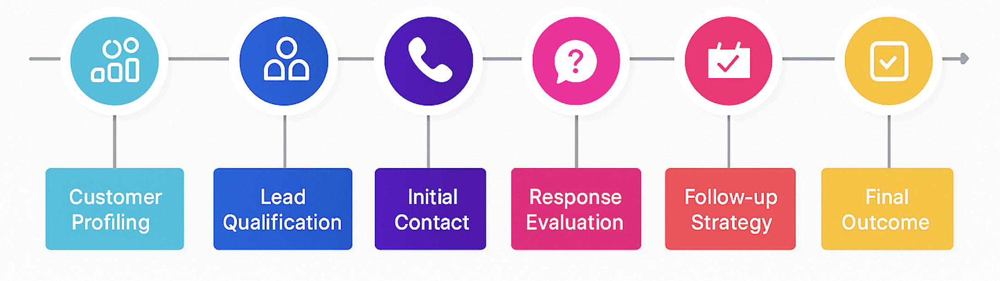 Customer
Profiling
Lead
Qualification
Initial
Contact
Response
Evaluation
Follow-up
Strategy
Final
Outcome